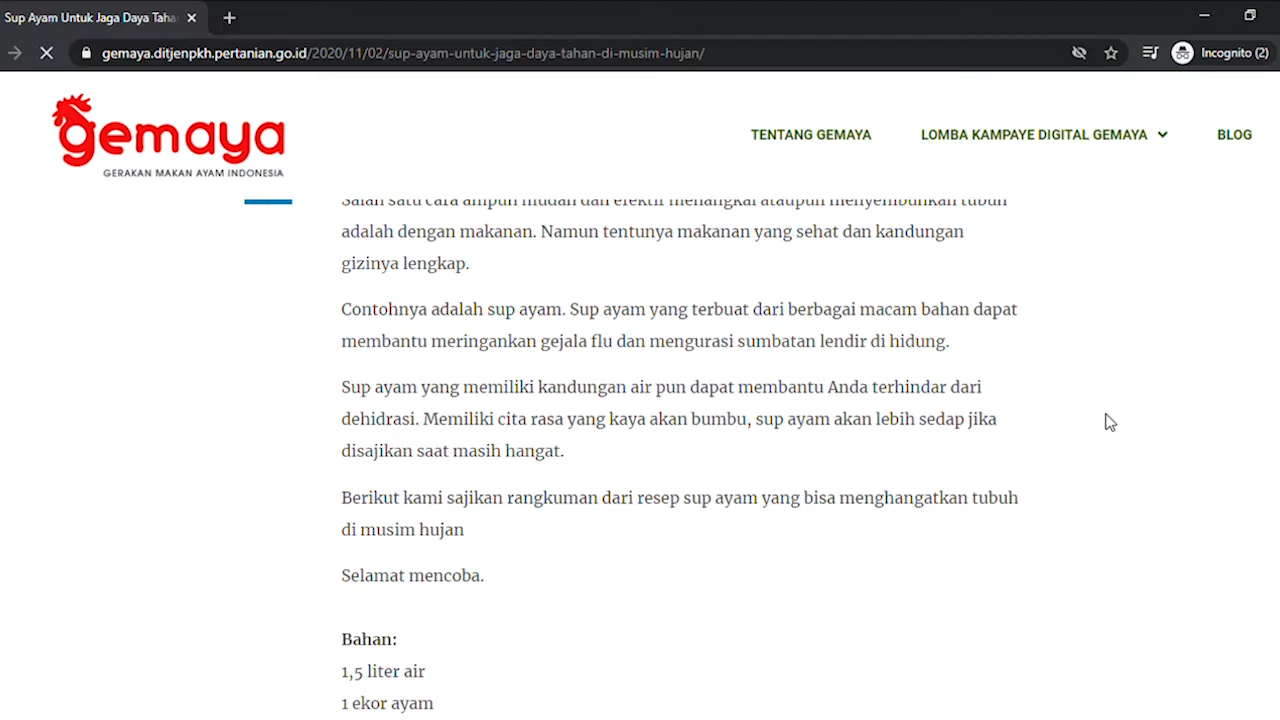 Sup Ayam Untuk Jaga Daya Taha
gemaya.ditjenpkh.pertanian.go.id/2020/11/02/sup-ayam-untuk-jaga-daya-tahan-di-musim-hujan/
Incognito (2)
gemaya
GERAKAN MAKAN AYAM INDONESIA
TENTANG GEMAYA
LOMBA KAMPAYE DIGITAL GEMAYA
BLOG
Salah satu cara ampuh mudah dan efektif menangkal ataupun menyembuhkan tubuh
adalah dengan makanan. Namun tentunya makanan yang sehat dan kandungan
gizinya lengkap.
Contohnya adalah sup ayam. Sup ayam yang terbuat dari berbagai macam bahan dapat
membantu meringankan gejala flu dan mengurasi sumbatan lendir di hidung.
Sup ayam yang memiliki kandungan air pun dapat membantu Anda terhindar dari
dehidrasi. Memiliki cita rasa yang kaya akan bumbu, sup ayam akan lebih sedap jika
disajikan saat masih hangat.
Berikut kami sajikan rangkuman dari resep sup ayam yang bisa menghangatkan tubuh
di musim hujan
Selamat mencoba.
Bahan:
1,5 liter air
1 ekor ayam